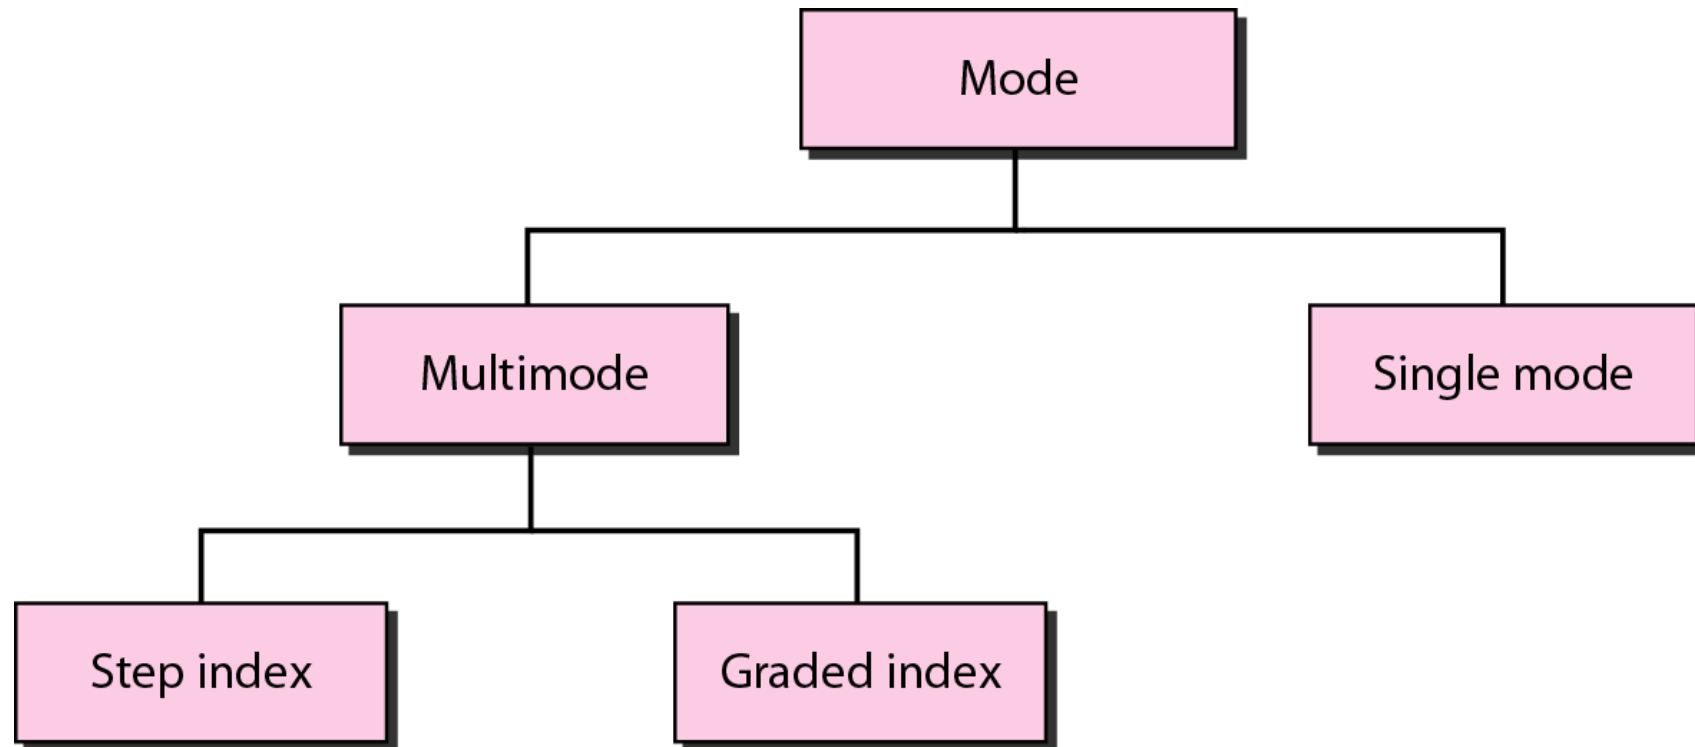 Mode
Multimode
Single mode
Step index
Graded index